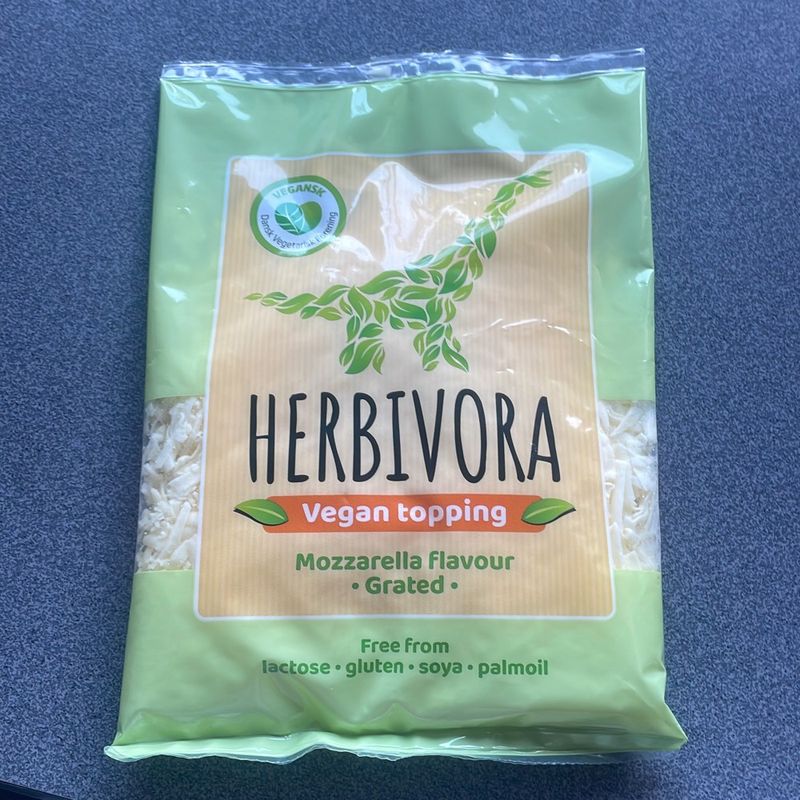 VEGANSK
Dansk Vegetarisk Forening
HERBIVORA
Vegan topping
Mozzarella flavour
• Grated •
Free from
lactose • gluten • soya • palmoil